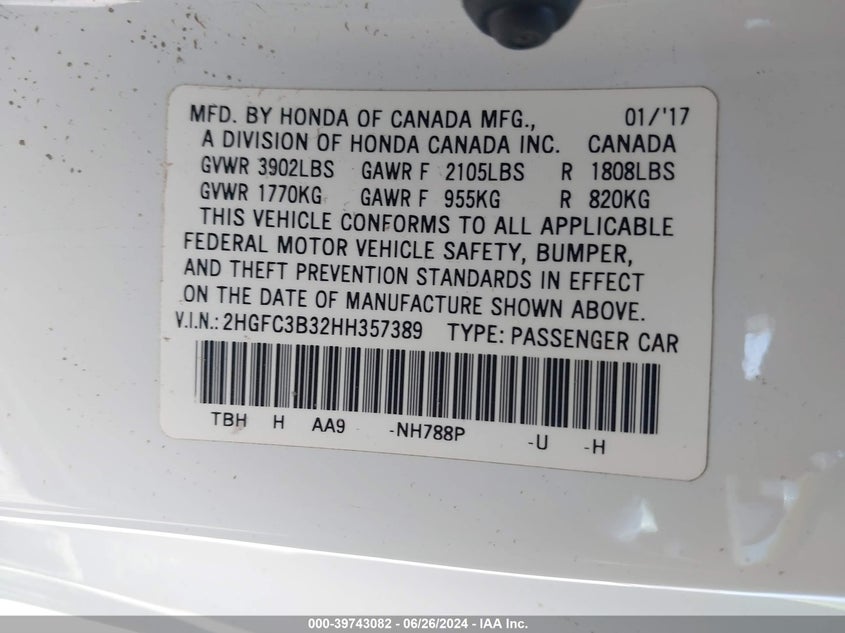 MFD. BY HONDA OF CANADA MFG., 01/'17
A DIVISION OF HONDA CANADA INC. CANADA
GVWR 3902LBS GAWR F 2105LBS R 1808LBS
GVWR 1770KG GAWR F 955KG R 820KG
THIS VEHICLE CONFORMS TO ALL APPLICABLE
FEDERAL MOTOR VEHICLE SAFETY, BUMPER,
AND THEFT PREVENTION STANDARDS IN EFFECT
ON THE DATE OF MANUFACTURE SHOWN ABOVE.
V.I.N.: 2HGFC3B32HH357389 TYPE: PASSENGER CAR
TBH H AA9 -NH788P -U -H
000-39743082 - 06/26/2024 - IAA Inc.